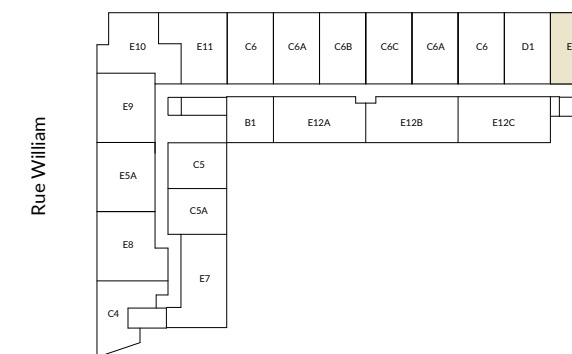 E10 E11 C6 C6A C6B C6C C6A C6 D1 E
E9
B1 E12A E12B E12C
Rue William
C5
E5A
C5A
E8
E7
C4